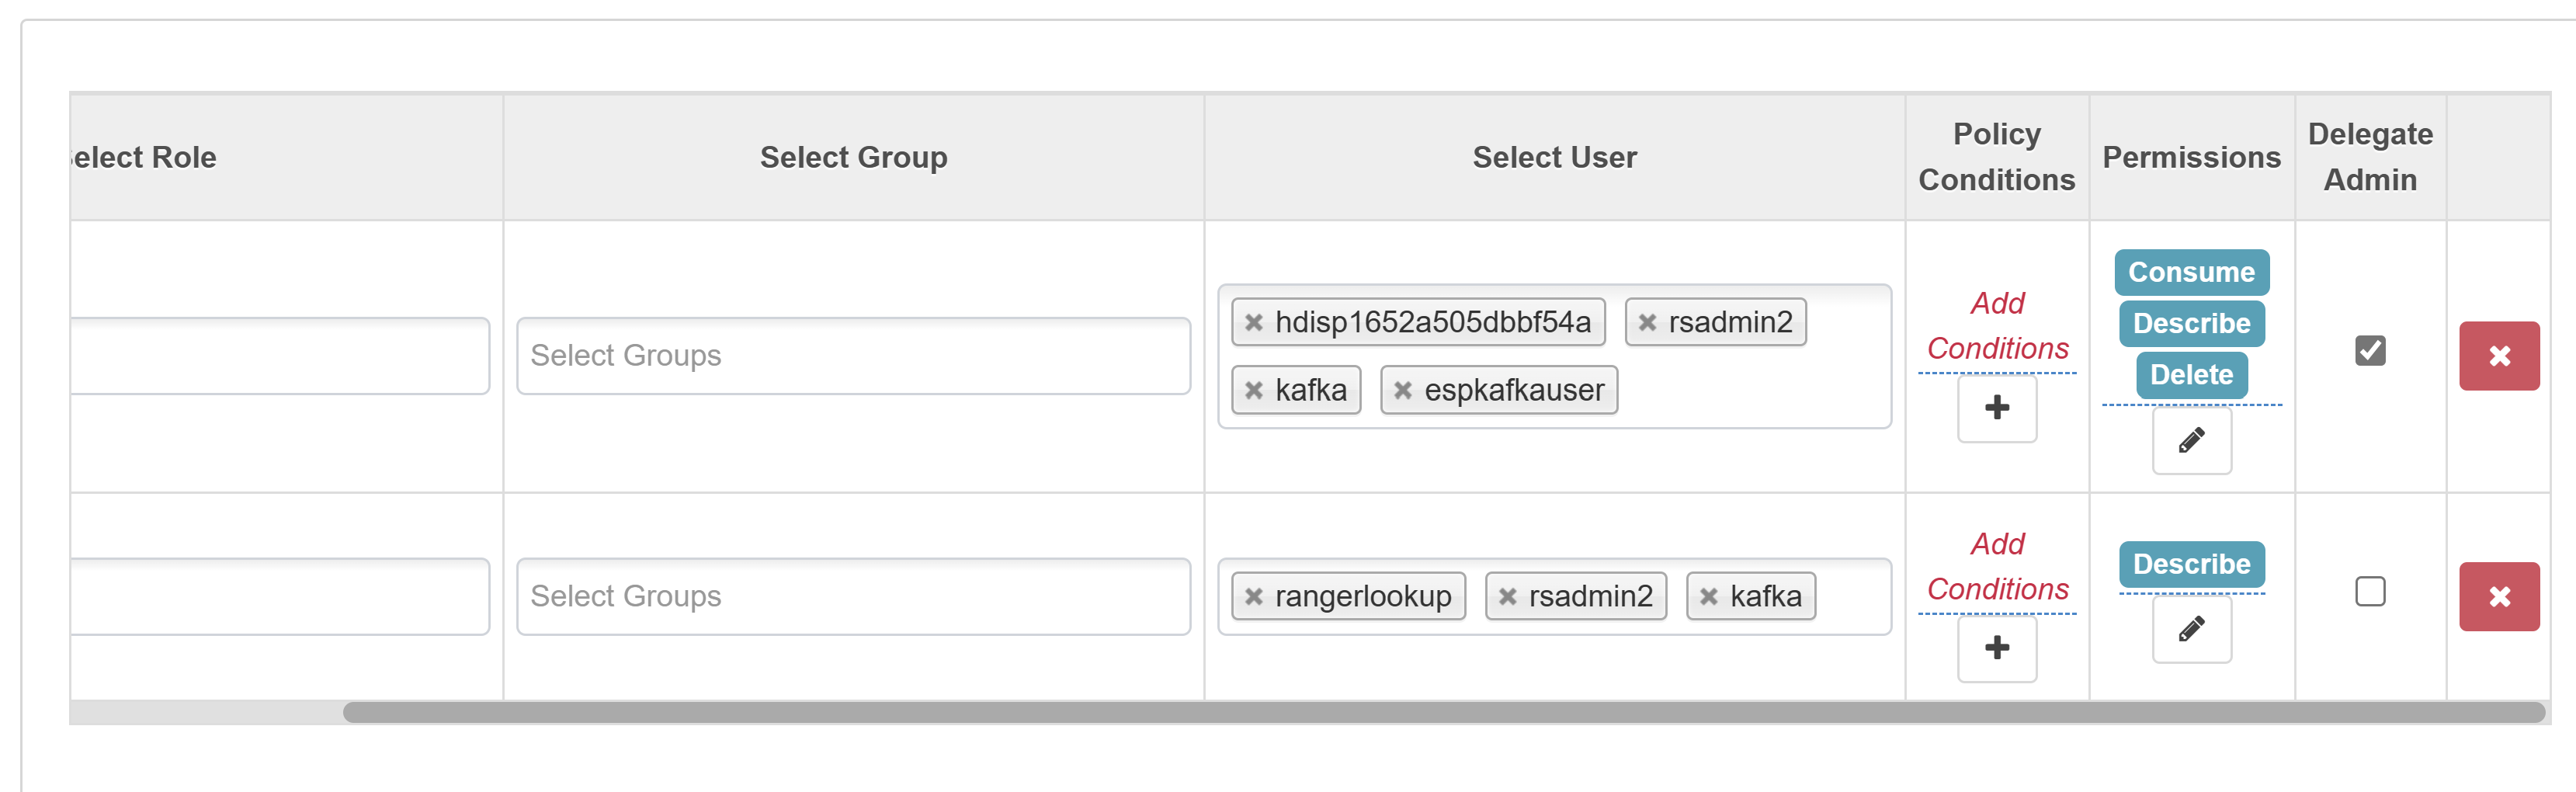 elect Role
Select Group
Select User
Policy
Conditions
Permissions
Delegate
Admin
Select Groups
hdisp1652a505dbbf54a rsadmin2
kafka espkafkauser
Add
Conditions
Consume
Describe
Delete
Select Groups
rangerlookup rsadmin2 kafka
Add
Conditions
Describe